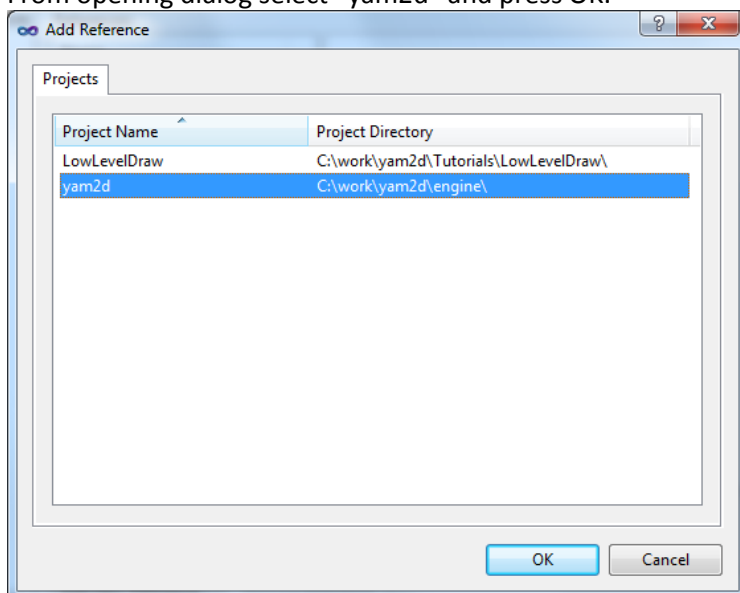 From opening dialog select "yam2d" and press OK.
Add Reference
Projects
Project Name Project Directory
LowLevelDraw C:\work\yam2d\Tutorials\LowLevelDraw\
yam2d C:\work\yam2d\engine\
OK Cancel